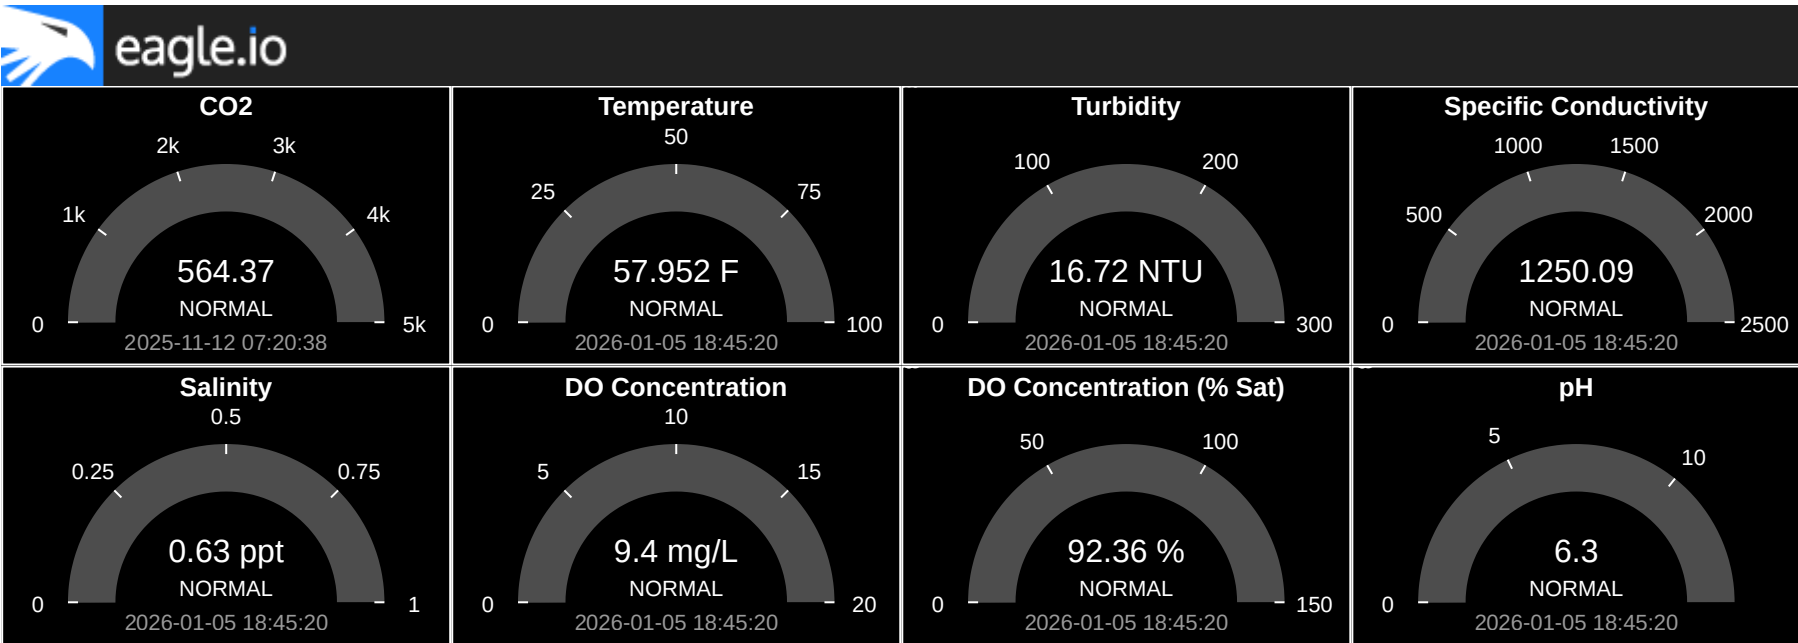 eagle.io
CO2
2k
3k
1k
4k
564.37
NORMAL
0
5k
2025-11-12 07:20:38
Temperature
50
25
75
57.952 F
NORMAL
0
100
2026-01-05 18:45:20
Turbidity
100
200
16.72 NTU
NORMAL
0
300
2026-01-05 18:45:20
Specific Conductivity
1000
1500
500
2000
1250.09
NORMAL
0
2500
2026-01-05 18:45:20
Salinity
0.5
0.25
0.75
0.63 ppt
NORMAL
0
1
2026-01-05 18:45:20
DO Concentration
10
5
15
9.4 mg/L
NORMAL
0
20
2026-01-05 18:45:20
DO Concentration (% Sat)
50
100
92.36 %
NORMAL
0
150
2026-01-05 18:45:20
pH
5
10
6.3
NORMAL
0
2026-01-05 18:45:20